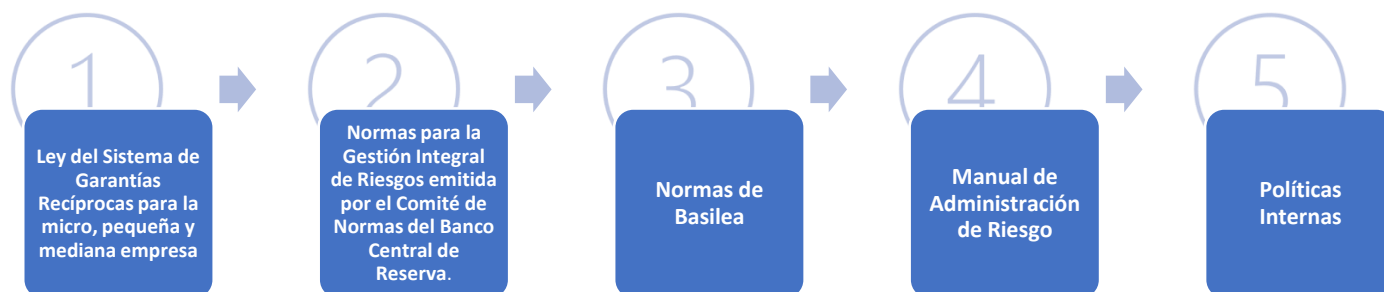 1
Ley del Sistema de
Garantías
Recíprocas para la
micro, pequeña y
mediana empresa
2
Normas para la
Gestión Integral
de Riesgos emitida
por el Comité de
Normas del Banco
Central de
Reserva.
3
Normas de
Basilea
4
Manual de
Administración
de Riesgo
5
Políticas
Internas